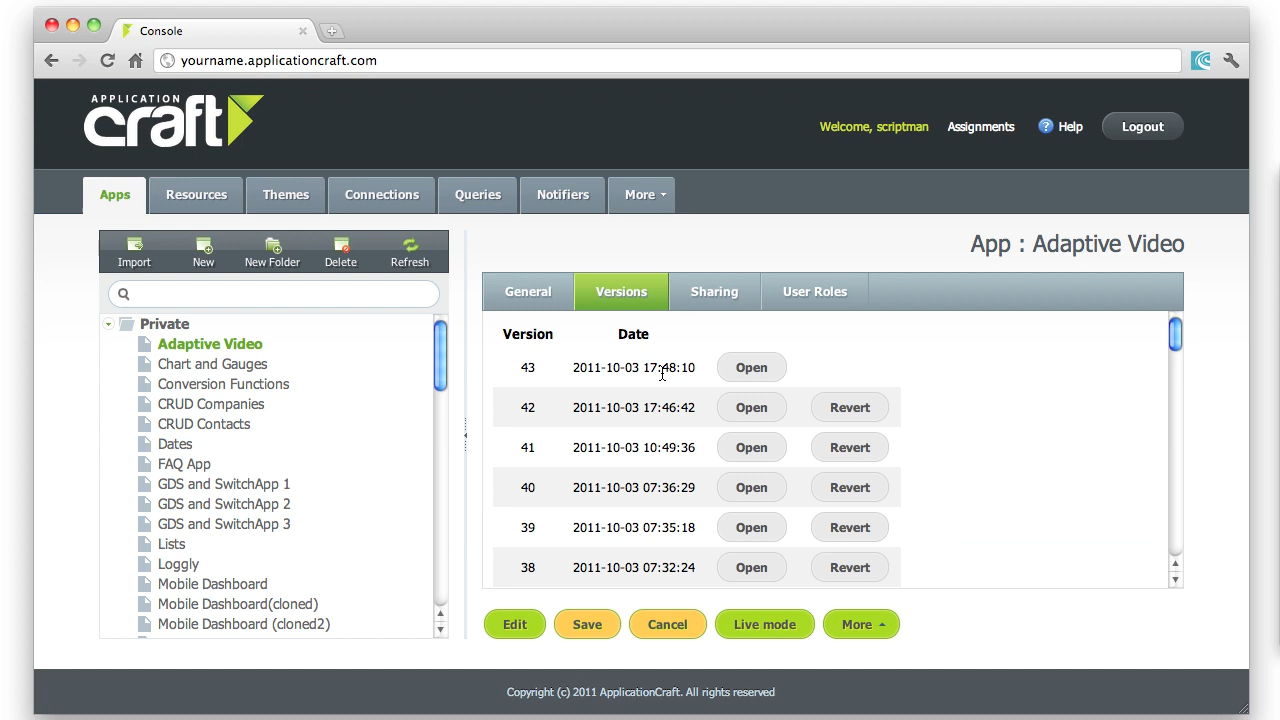 Console
yourname.applicationcraft.com
APPLICATION
craft
Welcome, scriptman Assignments Help Logout
Apps Resources Themes Connections Queries Notifiers More
Import New New Folder Delete Refresh
App : Adaptive Video
General Versions Sharing User Roles
Private
Adaptive Video
Chart and Gauges
Conversion Functions
CRUD Companies
CRUD Contacts
Dates
FAQ App
GDS and SwitchApp 1
GDS and SwitchApp 2
GDS and SwitchApp 3
Lists
Loggly
Mobile Dashboard
Mobile Dashboard(cloned)
Mobile Dashboard (cloned2)
Version Date
43 2011-10-03 17:48:10 Open
42 2011-10-03 17:46:42 Open Revert
41 2011-10-03 10:49:36 Open Revert
40 2011-10-03 07:36:29 Open Revert
39 2011-10-03 07:35:18 Open Revert
38 2011-10-03 07:32:24 Open Revert
Edit Save Cancel Live mode More
Copyright (c) 2011 ApplicationCraft. All rights reserved